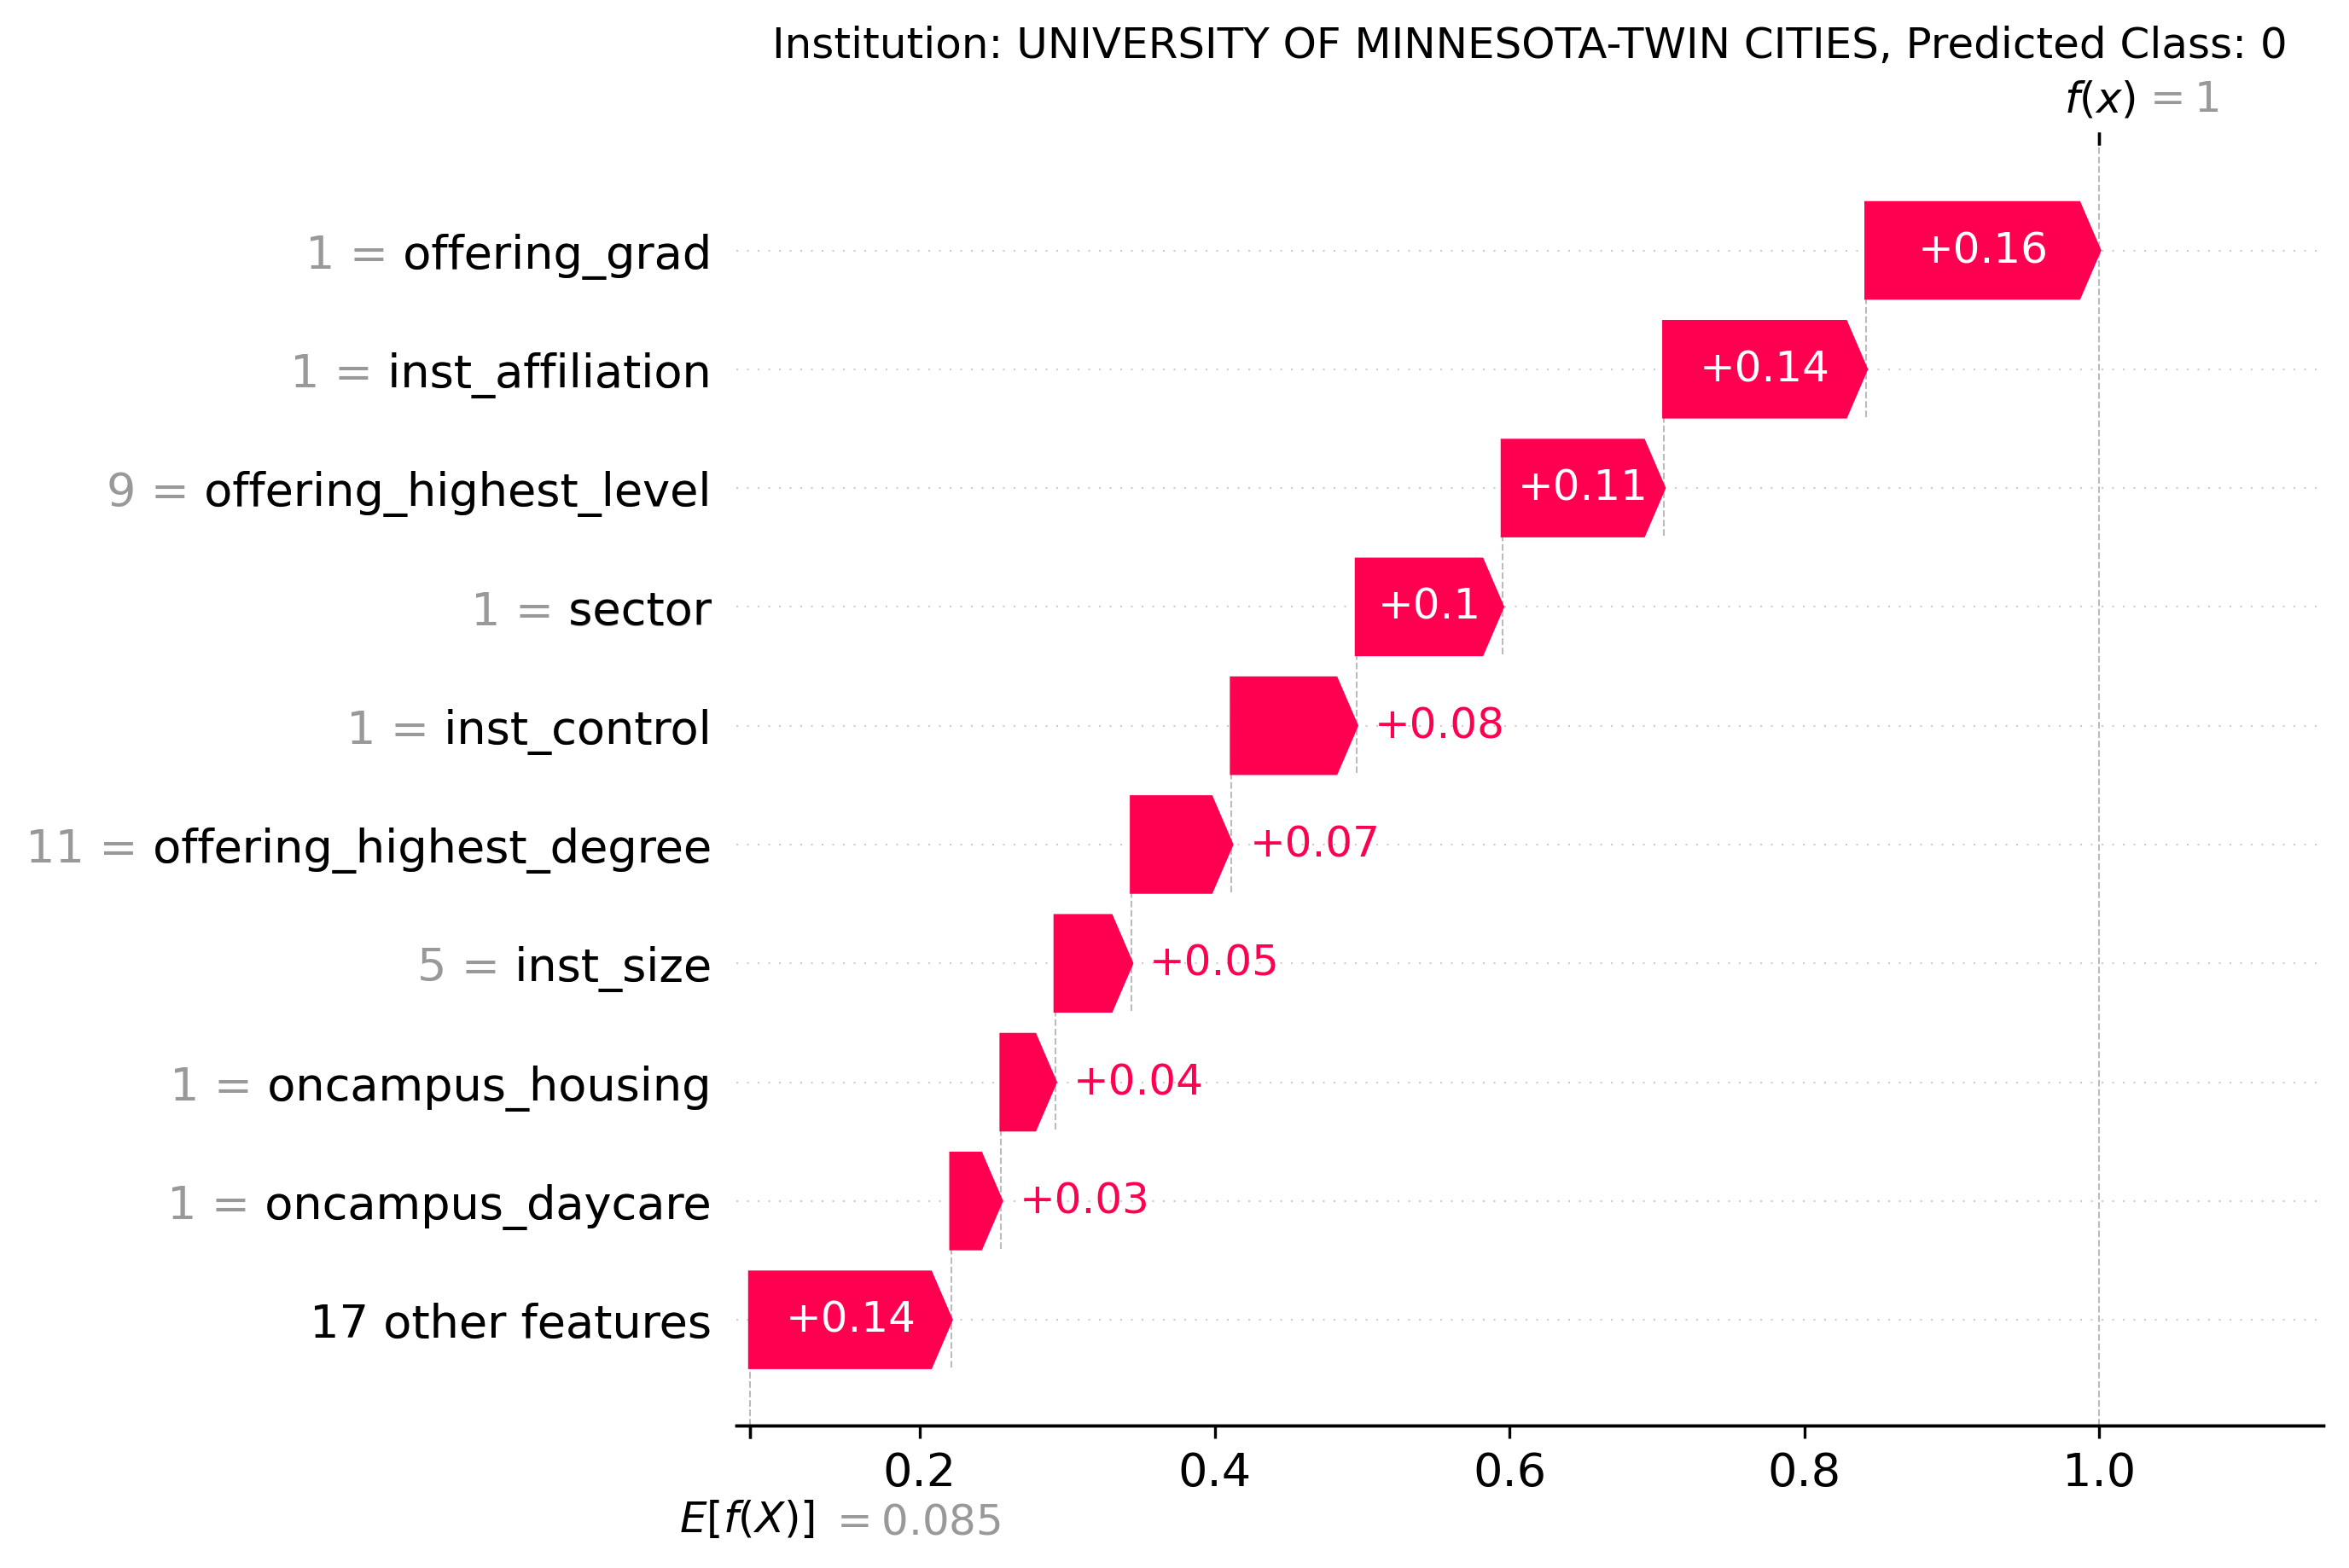 Institution: UNIVERSITY OF MINNESOTA-TWIN CITIES, Predicted Class: 0
f(x) = 1
1 = offering_grad
+0.16
1 = inst_affiliation
+0.14
9 = offering_highest_level
+0.11
1 = sector
+0.1
1 = inst_control
+0.08
11 = offering_highest_degree
+0.07
5 = inst_size
+0.05
1 = oncampus_housing
+0.04
1 = oncampus_daycare
+0.03
17 other features
+0.14
0.2 0.4 0.6 0.8 1.0
E[f(X)] = 0.085